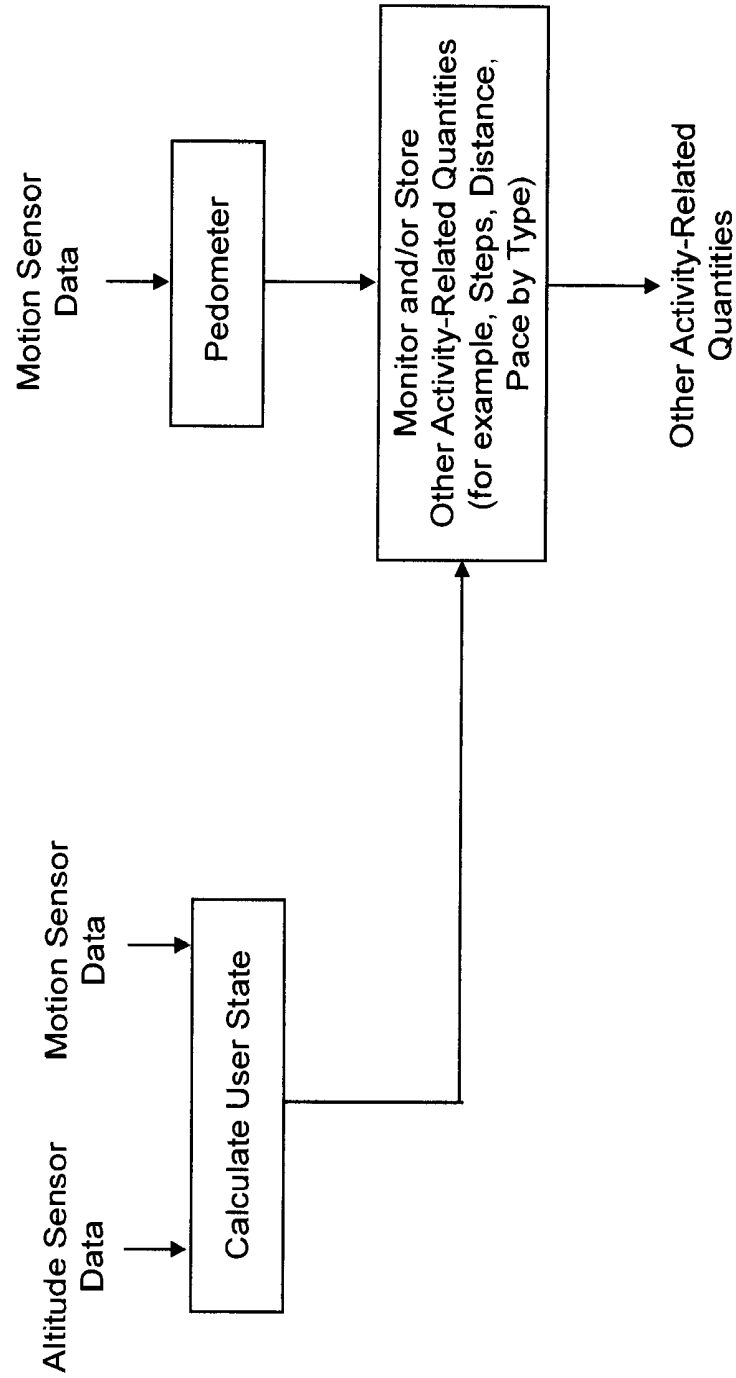 Altitude Sensor
Data
Motion Sensor
Data
Calculate User State
Motion Sensor
Data
Pedometer
Monitor and/or Store
Other Activity-Related Quantities
(for example, Steps, Distance,
Pace by Type)
Other Activity-Related
Quantities